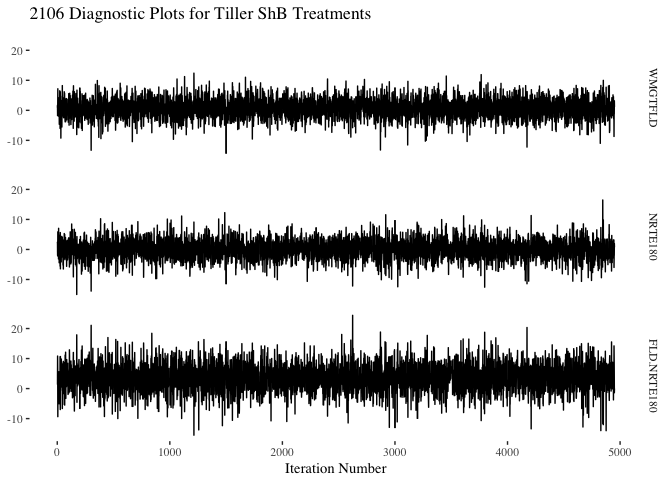 2106 Diagnostic Plots for Tiller ShB Treatments
20
10
0
-10
WMGTFLD
20
10
0
-10
NRTE180
20
10
0
-10
FLD.NRTE180
0 1000 2000 3000 4000 5000
Iteration Number